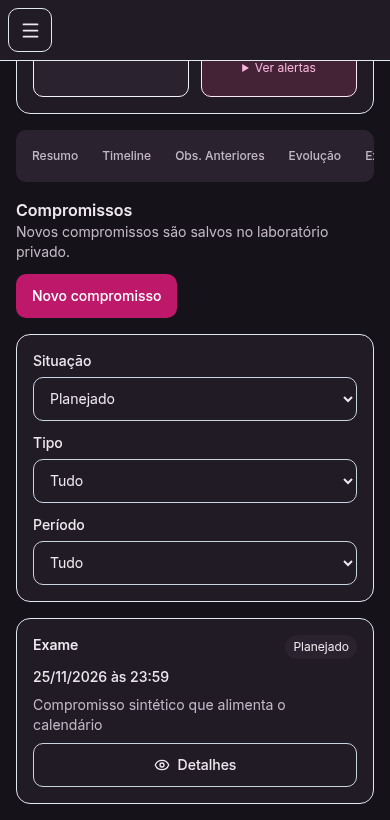 ▶ Ver alertas
Resumo Timeline Obs. Anteriores Evolução
Compromissos
Novos compromissos são salvos no laboratório
privado.
Novo compromisso
Situação
Planejado
Tipo
Tudo
Período
Tudo
Exame Planejado
25/11/2026 às 23:59
Compromisso sintético que alimenta o
calendário
Detalhes